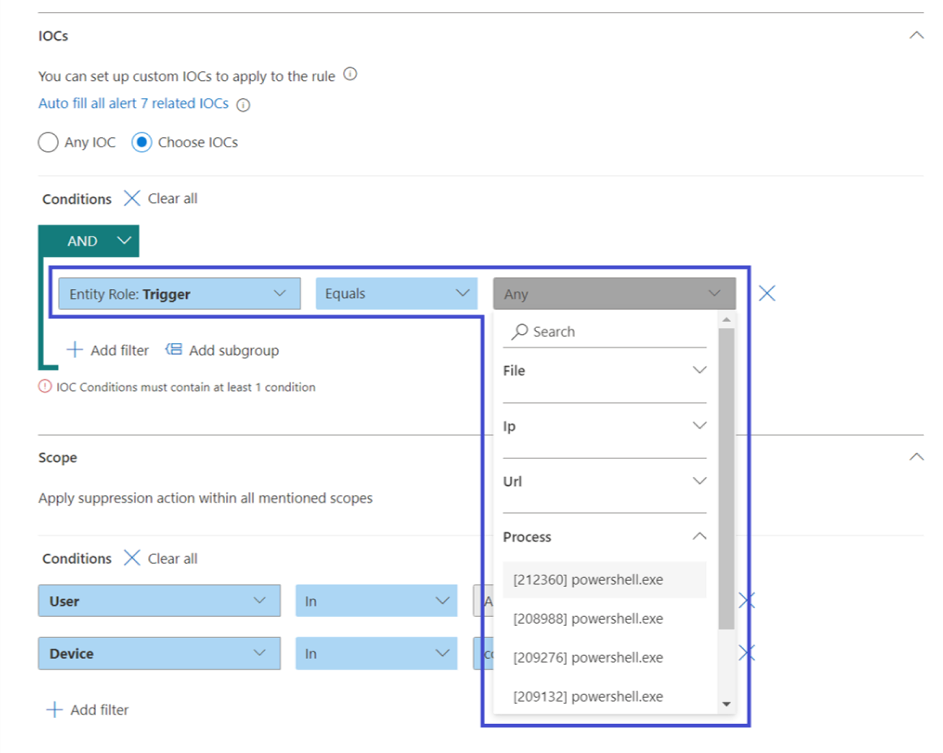 IOCs
You can set up custom IOCs to apply to the rule
Auto fill all alert 7 related IOCs
Any IOC Choose IOCs
Conditions Clear all
AND
Entity Role: Trigger Equals Any
Search
Add filter Add subgroup
File
IOC Conditions must contain at least 1 condition
Ip
Scope
Url
Apply suppression action within all mentioned scopes
Process
Conditions Clear all
[212360] powershell.exe
User In A
[208988] powershell.exe
Device In
[209276] powershell.exe
[209132] powershell.exe
Add filter